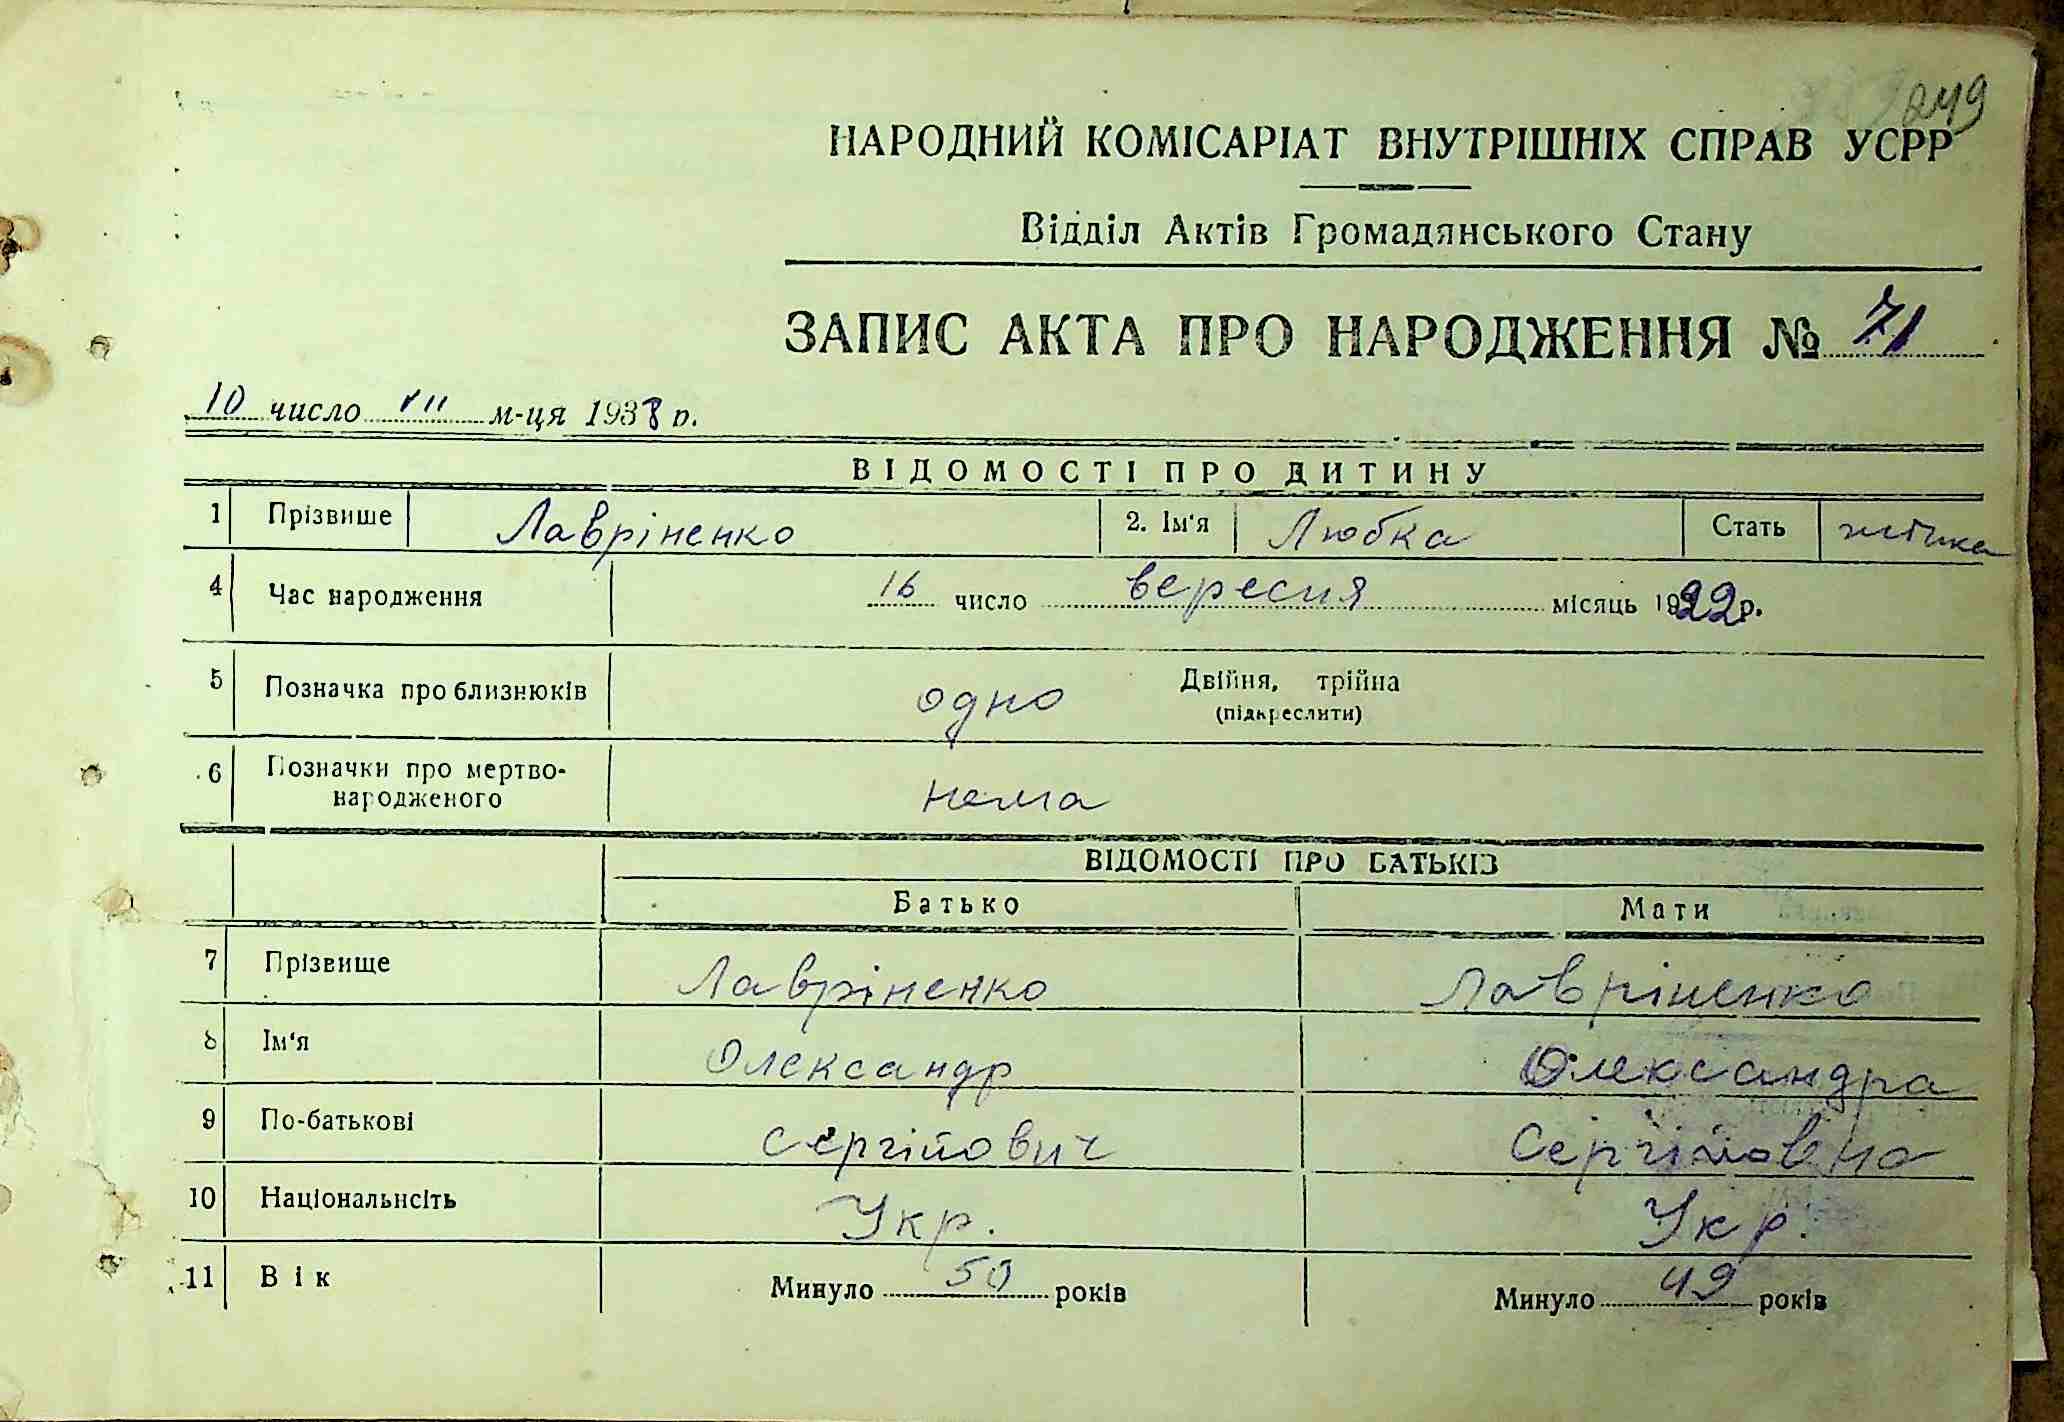 249
НАРОДНИЙ КОМІСАРІАТ ВНУТРІШНІХ СПРАВ УСРР
Відділ Актів Громадянського Стану
ЗАПИС АКТА ПРО НАРОДЖЕННЯ № 71
10 число VII м-ця 1938 р.
ВІДОМОСТІ ПРО ДИТИНУ
1 Прізвише Лавріненко 2. Ім'я Любка Стать
4 Час народження 16 число вересня місяць 1922 р.
5 Позначка про близнюків одно Двійня, трійна
(підкреслити)
6 Позначки про мертво-
народженого нема
ВІДОМОСТІ ПРО БАТЬКІВ
Батько Мати
7 Прізвище Лавріненко Лавріненко
8 Ім'я Олександр Олександра
9 По-батькові Сергійович Сергійовна
10 Національнсіть Укр. Укр.
11 Вік Минуло 50 років Минуло 49 років